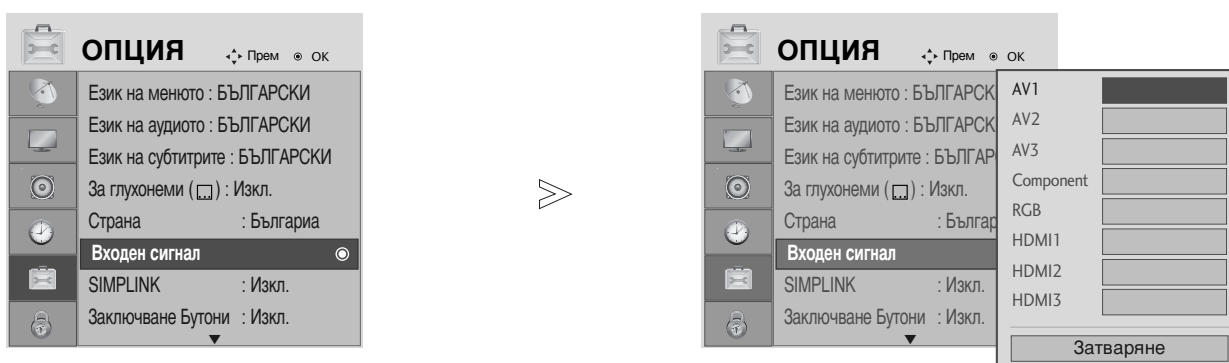 ОПЦИЯ Прем ОК
Език на менюто : БЪЛГАРСКИ
Език на аудиото : БЪЛГАРСКИ
Език на субтитрите : БЪЛГАРСКИ
За глухонеми ( ) : Изкл.
Страна : Българиа
Входен сигнал
SIMPLINK : Изкл.
Заключване Бутони : Изкл.
ОПЦИЯ Прем ОК
Език на менюто : БЪЛГАРСК
Език на аудиото : БЪЛГАРСК
Език на субтитрите : БЪЛГАР
За глухонеми ( ) : Изкл.
Страна : Българ
Входен сигнал
SIMPLINK : Изкл.
Заключване Бутони : Изкл.
AV1
AV2
AV3
Component
RGB
HDMI1
HDMI2
HDMI3
Затваряне